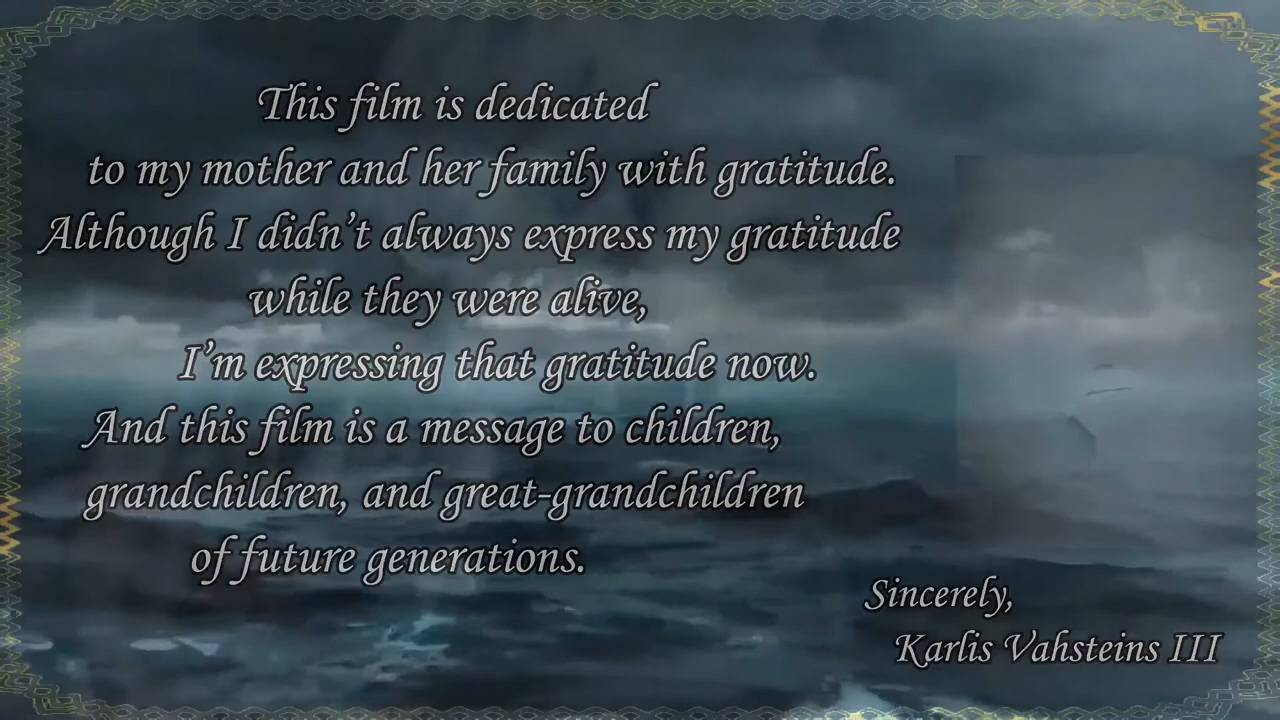 This film is dedicated
to my mother and her family with gratitude.
Although I didn’t always express my gratitude
while they were alive,
I’m expressing that gratitude now.
And this film is a message to children,
grandchildren, and great-grandchildren
of future generations.
Sincerely,
Karlis Vahsteins III